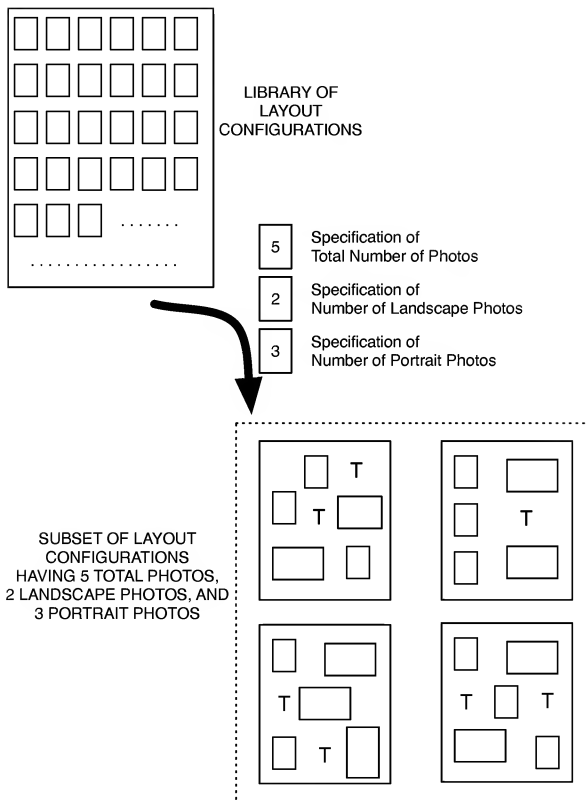 LIBRARY OF
LAYOUT
CONFIGURATIONS
. . . . . . .
. . . . . . . . . . . . . . . . .
5
Specification of
Total Number of Photos
2
Specification of
Number of Landscape Photos
3
Specification of
Number of Portrait Photos
SUBSET OF LAYOUT
CONFIGURATIONS
HAVING 5 TOTAL PHOTOS,
2 LANDSCAPE PHOTOS, AND
3 PORTRAIT PHOTOS
T
T
T
T
T
T T